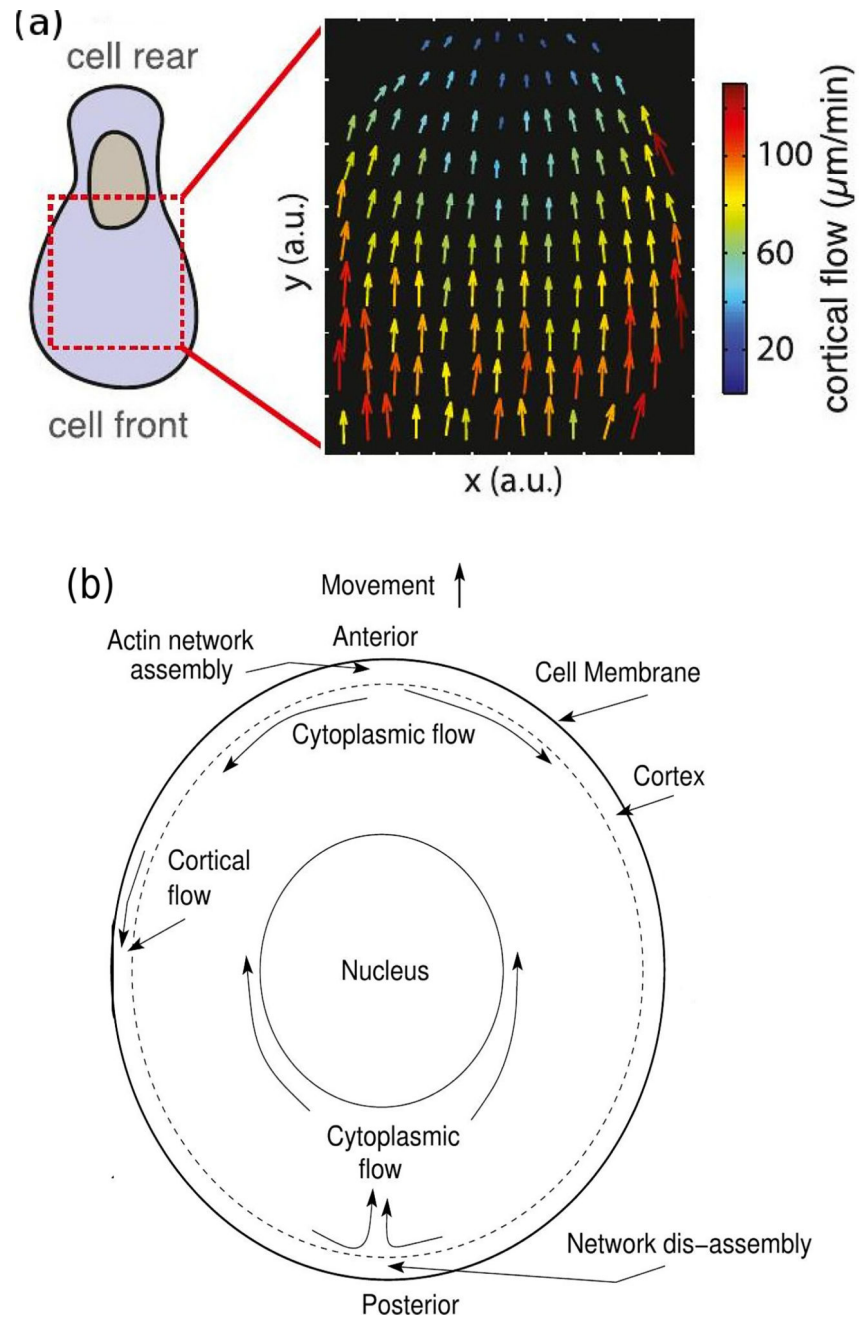 (a)
cell rear
cell front
y (a.u.)
x (a.u.)
100
60
20
cortical flow (µm/min)
(b)
Movement
Anterior
Actin network
assembly
Cell Membrane
Cytoplasmic flow
Cortex
Cortical
flow
Nucleus
Cytoplasmic
flow
Network dis-assembly
Posterior